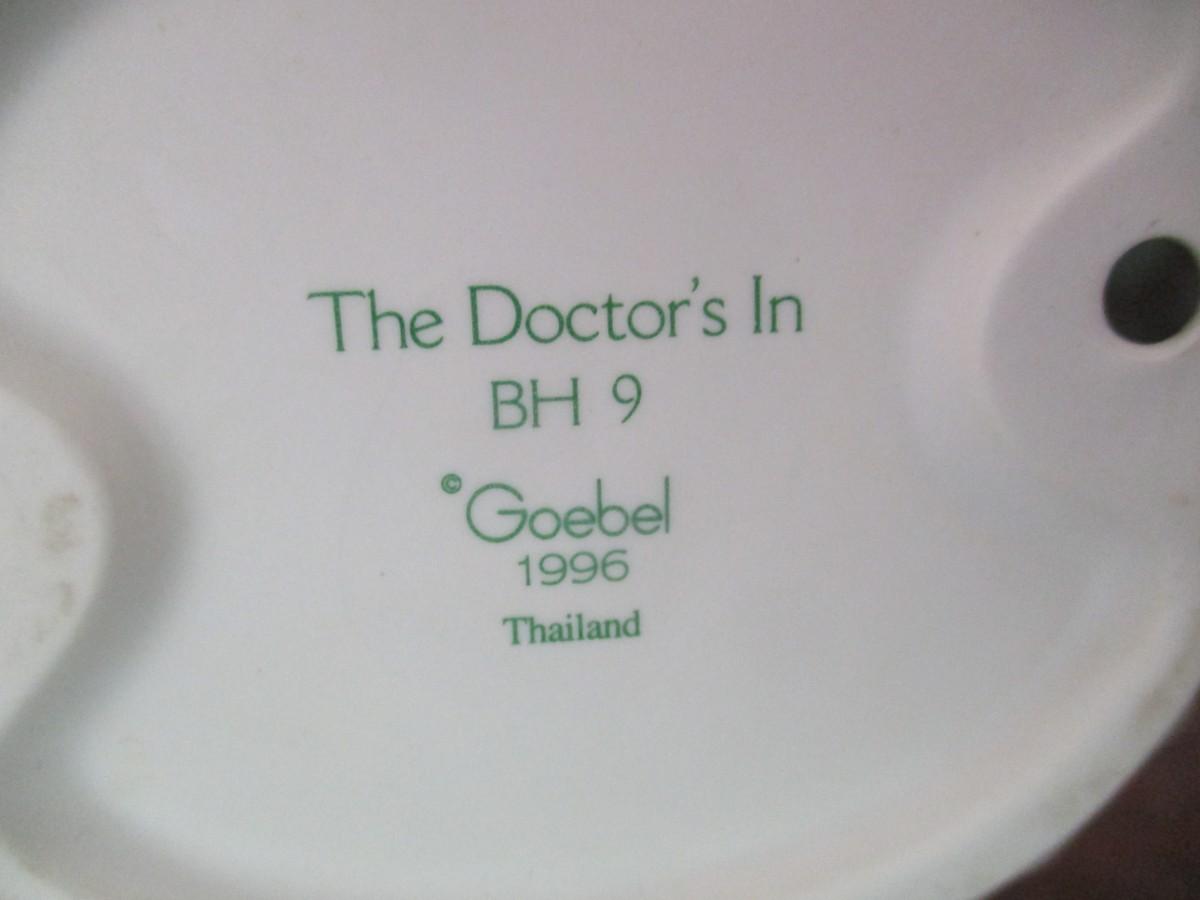 The Doctor's In
BH 9
©Goebel
1996
Thailand